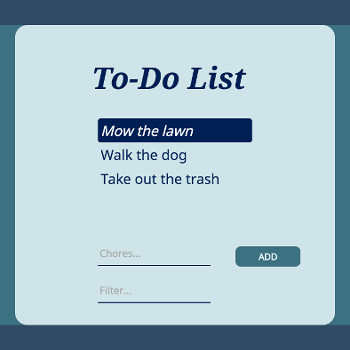 To-Do List
Mow the lawn
Walk the dog
Take out the trash
Chores...
ADD
Filter...